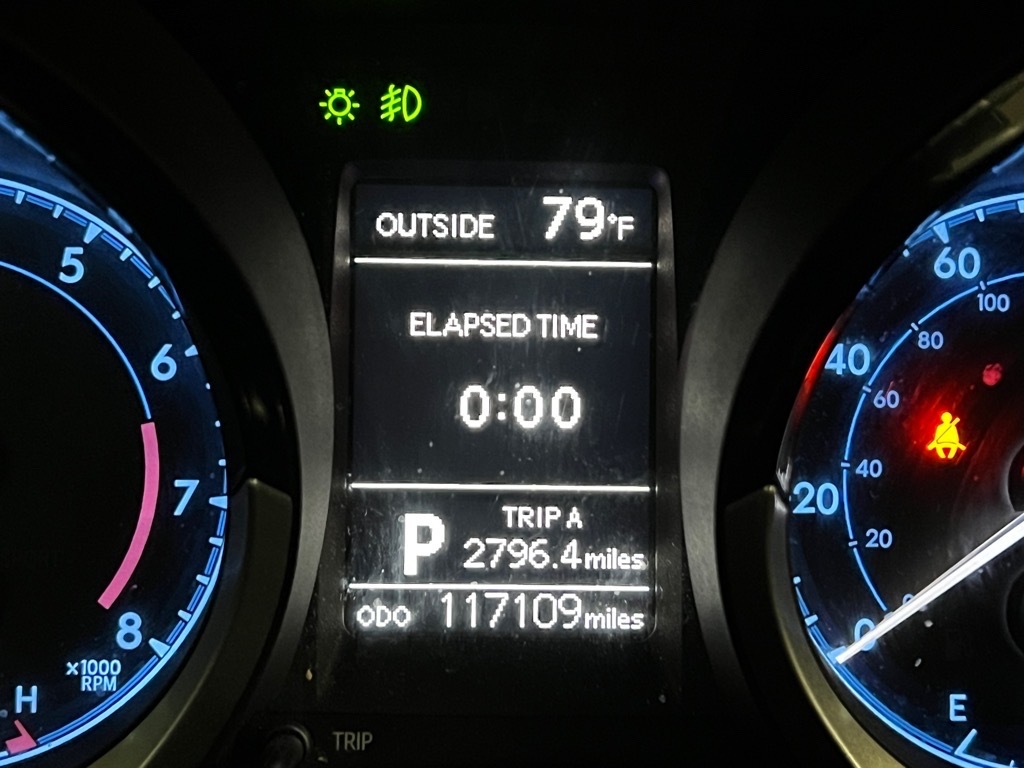 OUTSIDE 79°F
ELAPSED TIME
0:00
P
TRIP A
2796.4 miles
ODO 117109 miles
5
6
7
8
x1000
RPM
H
60
40
20
0
100
80
60
40
20
E
TRIP